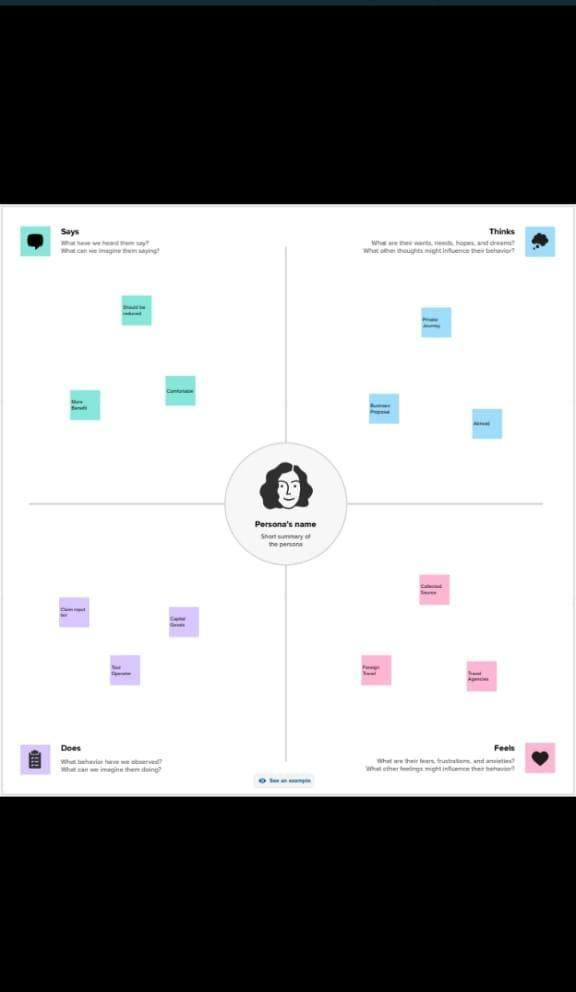 Says
What have we heard them say?
What can we imagine them saying?
Thinks
What are their wants, needs, hopes, and dreams?
What other thoughts might influence their behavior?
Should be
reduced
More
Benefit
Comfortable
Private
Journey
Business
Proposal
Abroad
Persona's name
Short summary of
the persona
Claim input
tax
Capital
Goods
Tour
Operator
Collected
Source
Foreign
Travel
Travel
Agencies
Does
What behavior have we observed?
What can we imagine them doing?
Feels
What are their fears, frustrations, and anxieties?
What other feelings might influence their behavior?
See an example